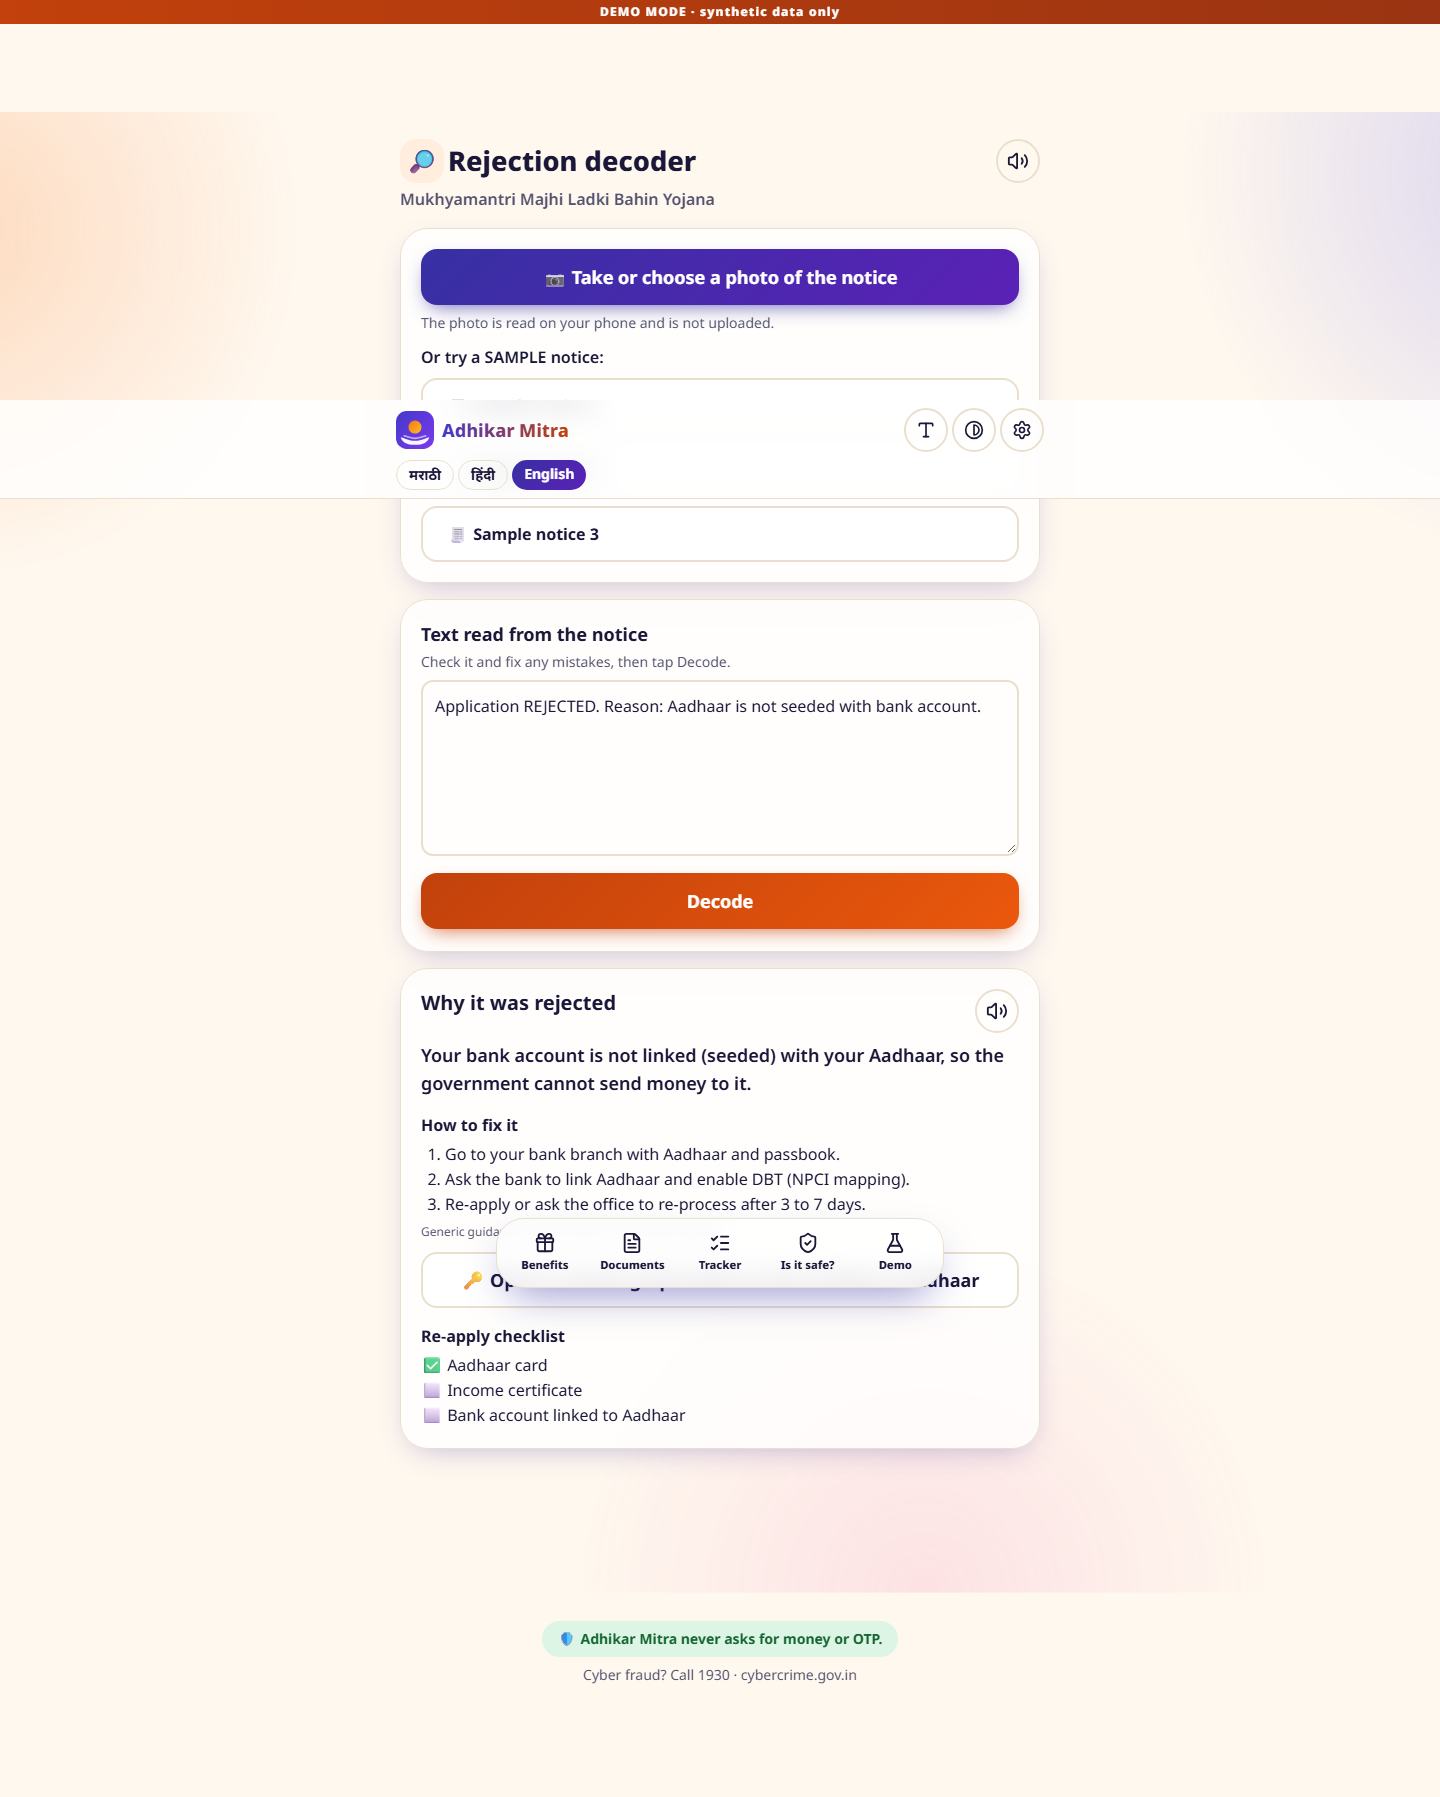 DEMO MODE · synthetic data only
Rejection decoder
Mukhyamantri Majhi Ladki Bahin Yojana
Take or choose a photo of the notice
The photo is read on your phone and is not uploaded.
Or try a SAMPLE notice:
Adhikar Mitra
मराठी हिंदी English
Sample notice 3
Text read from the notice
Check it and fix any mistakes, then tap Decode.
Application REJECTED. Reason: Aadhaar is not seeded with bank account.
Decode
Why it was rejected
Your bank account is not linked (seeded) with your Aadhaar, so the
government cannot send money to it.
How to fix it
1. Go to your bank branch with Aadhaar and passbook.
2. Ask the bank to link Aadhaar and enable DBT (NPCI mapping).
3. Re-apply or ask the office to re-process after 3 to 7 days.
Generic
Benefits Documents Tracker Is it safe? Demo
Re-apply checklist
Aadhaar card
Income certificate
Bank account linked to Aadhaar
Adhikar Mitra never asks for money or OTP.
Cyber fraud? Call 1930 · cybercrime.gov.in